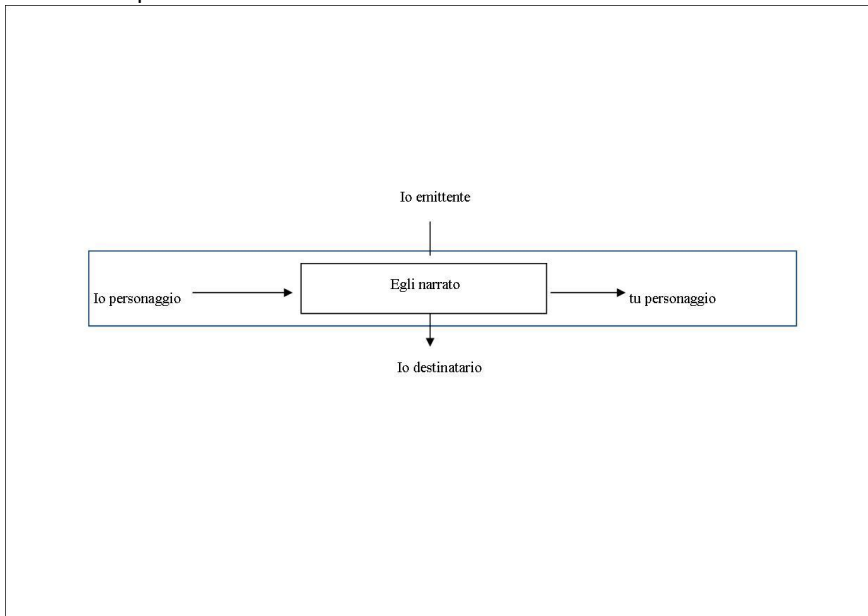 Io emittente
Egli narrato
Io personaggio
tu personaggio
Io destinatario